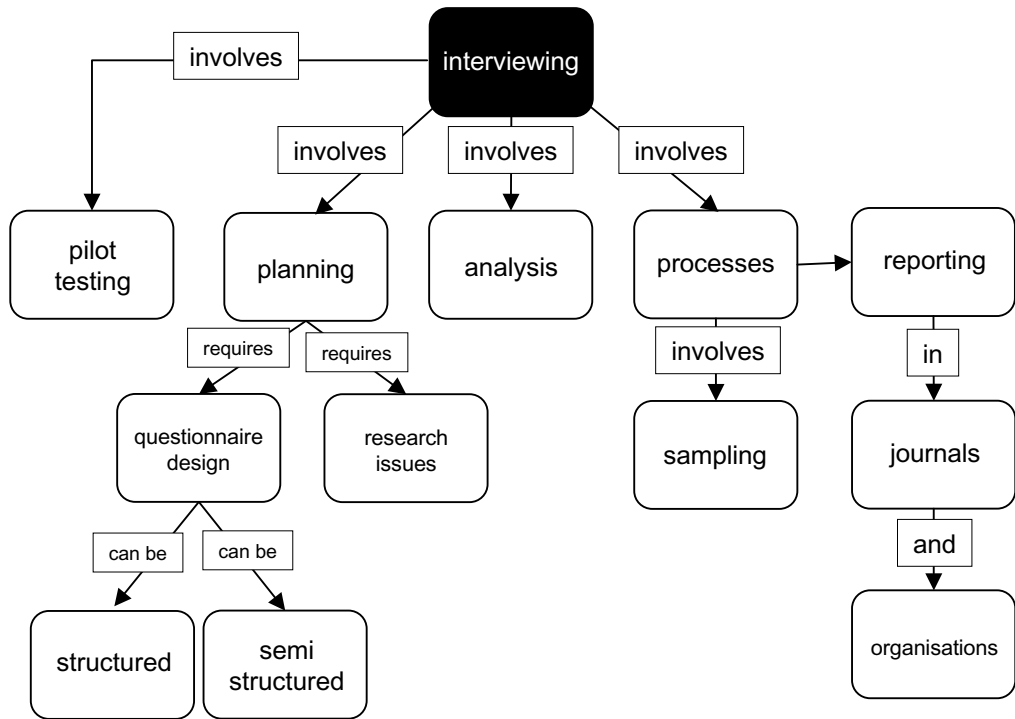 interviewing
involves
involves
involves
involves
pilot
testing
planning
analysis
processes
reporting
requires
requires
involves
in
questionnaire
design
research
issues
sampling
journals
can be
can be
and
structured
semi
structured
organisations